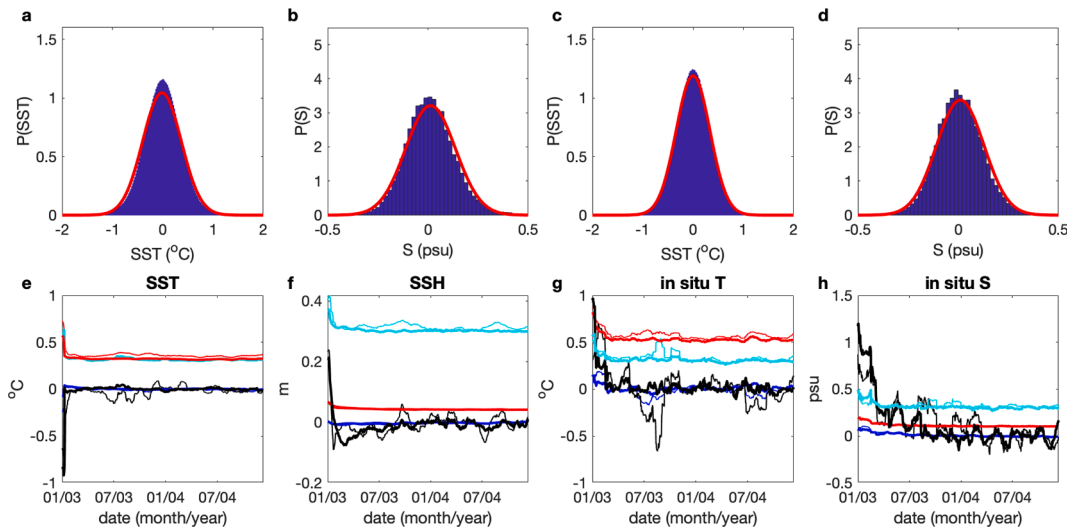 a b c d
1.5
1
0.5
0
P(SST)
-2 -1 0 1 2
SST (°C)
5
4
3
2
1
0
P(S)
-0.5 0 0.5
S (psu)
1.5
1
0.5
0
P(SST)
-2 -1 0 1 2
SST (°C)
5
4
3
2
1
0
P(S)
-0.5 0 0.5
S (psu)
e SST
1
0.5
0
-0.5
-1
°C
01/03 07/03 01/04 07/04
date (month/year)
f SSH
0.4
0.2
0
-0.2
m
01/03 07/03 01/04 07/04
date (month/year)
g in situ T
1
0.5
0
-0.5
-1
°C
01/03 07/03 01/04 07/04
date (month/year)
h in situ S
1.5
1
0.5
0
-0.5
psu
01/03 07/03 01/04 07/04
date (month/year)